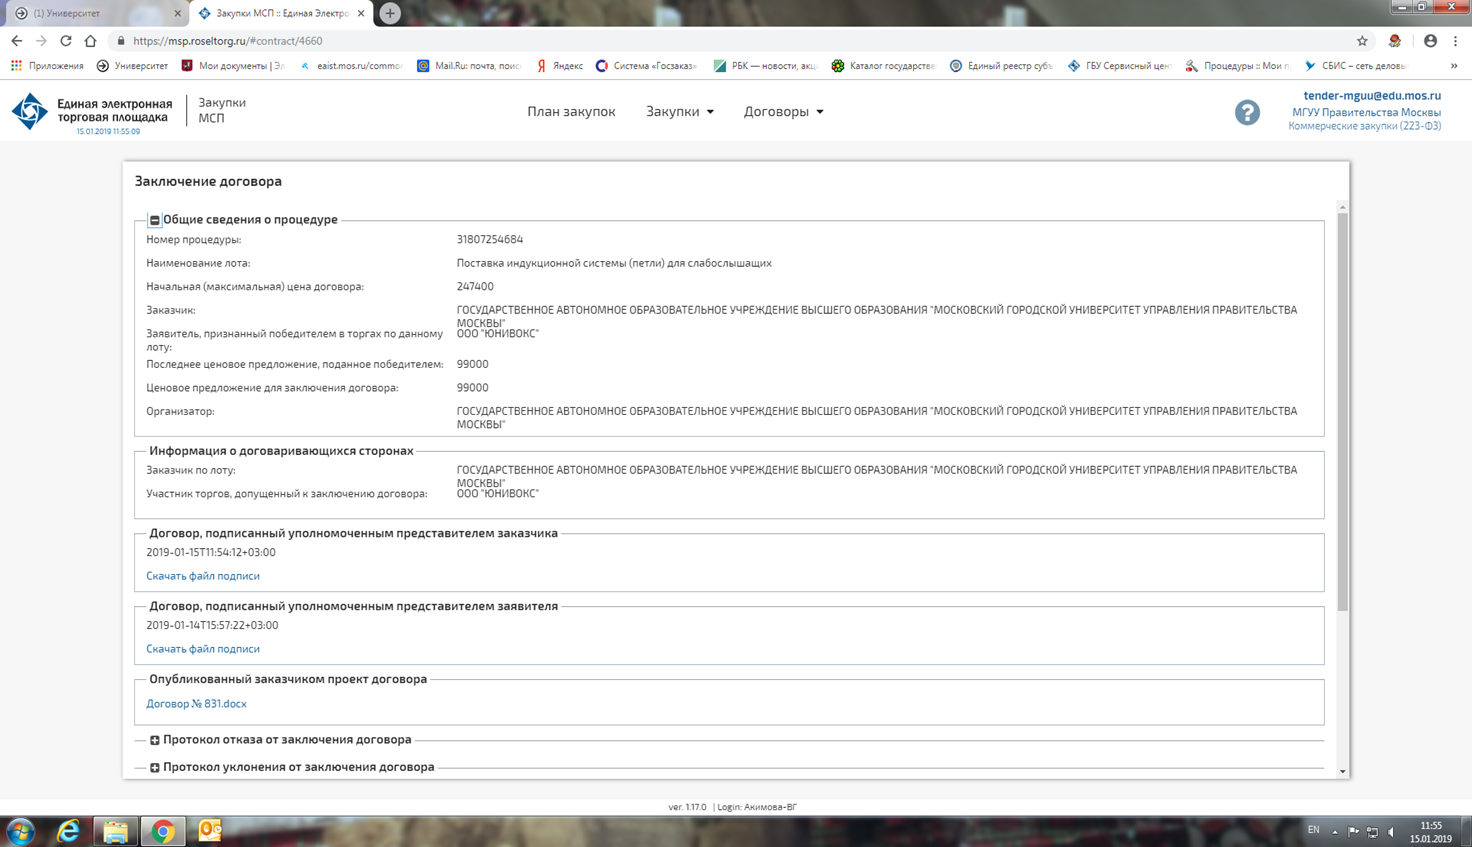 (1) Университет
Закупки МСП :: Единая Электро
https://msp.roseltorg.ru/#contract/4660
Приложения
Университет
Мои документы | Эл
eaist.mos.ru/common
Mail.Ru: почта, поис
Яндекс
Система «Госзаказ»
РБК — новости, акц
Каталог государстве
Единый реестр субъ
ГБУ Сервисный цент
Процедуры :: Мои п
СБИС – сеть деловы
»
Единая электронная
торговая площадка
15.01.2019 11:55:09
Закупки
МСП
План закупок
Закупки
Договоры
?
tender-mguu@edu.mos.ru
МГУУ Правительства Москвы
Коммерческие закупки (223-ФЗ)
Заключение договора
Общие сведения о процедуре
Номер процедуры: 31807254684
Наименование лота: Поставка индукционной системы (петли) для слабослышащих
Начальная (максимальная) цена договора: 247400
Заказчик: ГОСУДАРСТВЕННОЕ АВТОНОМНОЕ ОБРАЗОВАТЕЛЬНОЕ УЧРЕЖДЕНИЕ ВЫСШЕГО ОБРАЗОВАНИЯ "МОСКОВСКИЙ ГОРОДСКОЙ УНИВЕРСИТЕТ УПРАВЛЕНИЯ ПРАВИТЕЛЬСТВА
МОСКВЫ"
Заявитель, признанный победителем в торгах по данному
лоту:
ООО "ЮНИВОКС"
Последнее ценовое предложение, поданное победителем: 99000
Ценовое предложение для заключения договора: 99000
Организатор: ГОСУДАРСТВЕННОЕ АВТОНОМНОЕ ОБРАЗОВАТЕЛЬНОЕ УЧРЕЖДЕНИЕ ВЫСШЕГО ОБРАЗОВАНИЯ "МОСКОВСКИЙ ГОРОДСКОЙ УНИВЕРСИТЕТ УПРАВЛЕНИЯ ПРАВИТЕЛЬСТВА
МОСКВЫ"
Информация о договаривающихся сторонах
Заказчик по лоту: ГОСУДАРСТВЕННОЕ АВТОНОМНОЕ ОБРАЗОВАТЕЛЬНОЕ УЧРЕЖДЕНИЕ ВЫСШЕГО ОБРАЗОВАНИЯ "МОСКОВСКИЙ ГОРОДСКОЙ УНИВЕРСИТЕТ УПРАВЛЕНИЯ ПРАВИТЕЛЬСТВА
МОСКВЫ"
Участник торгов, допущенный к заключению договора: ООО "ЮНИВОКС"
Договор, подписанный уполномоченным представителем заказчика
2019-01-15T11:54:12+03:00
Скачать файл подписи
Договор, подписанный уполномоченным представителем заявителя
2019-01-14T15:57:22+03:00
Скачать файл подписи
Опубликованный заказчиком проект договора
Договор № 831.docx
Протокол отказа от заключения договора
Протокол уклонения от заключения договора
ver. 1.17.0 | Login: Акимова-ВГ
EN
11:55
15.01.2019